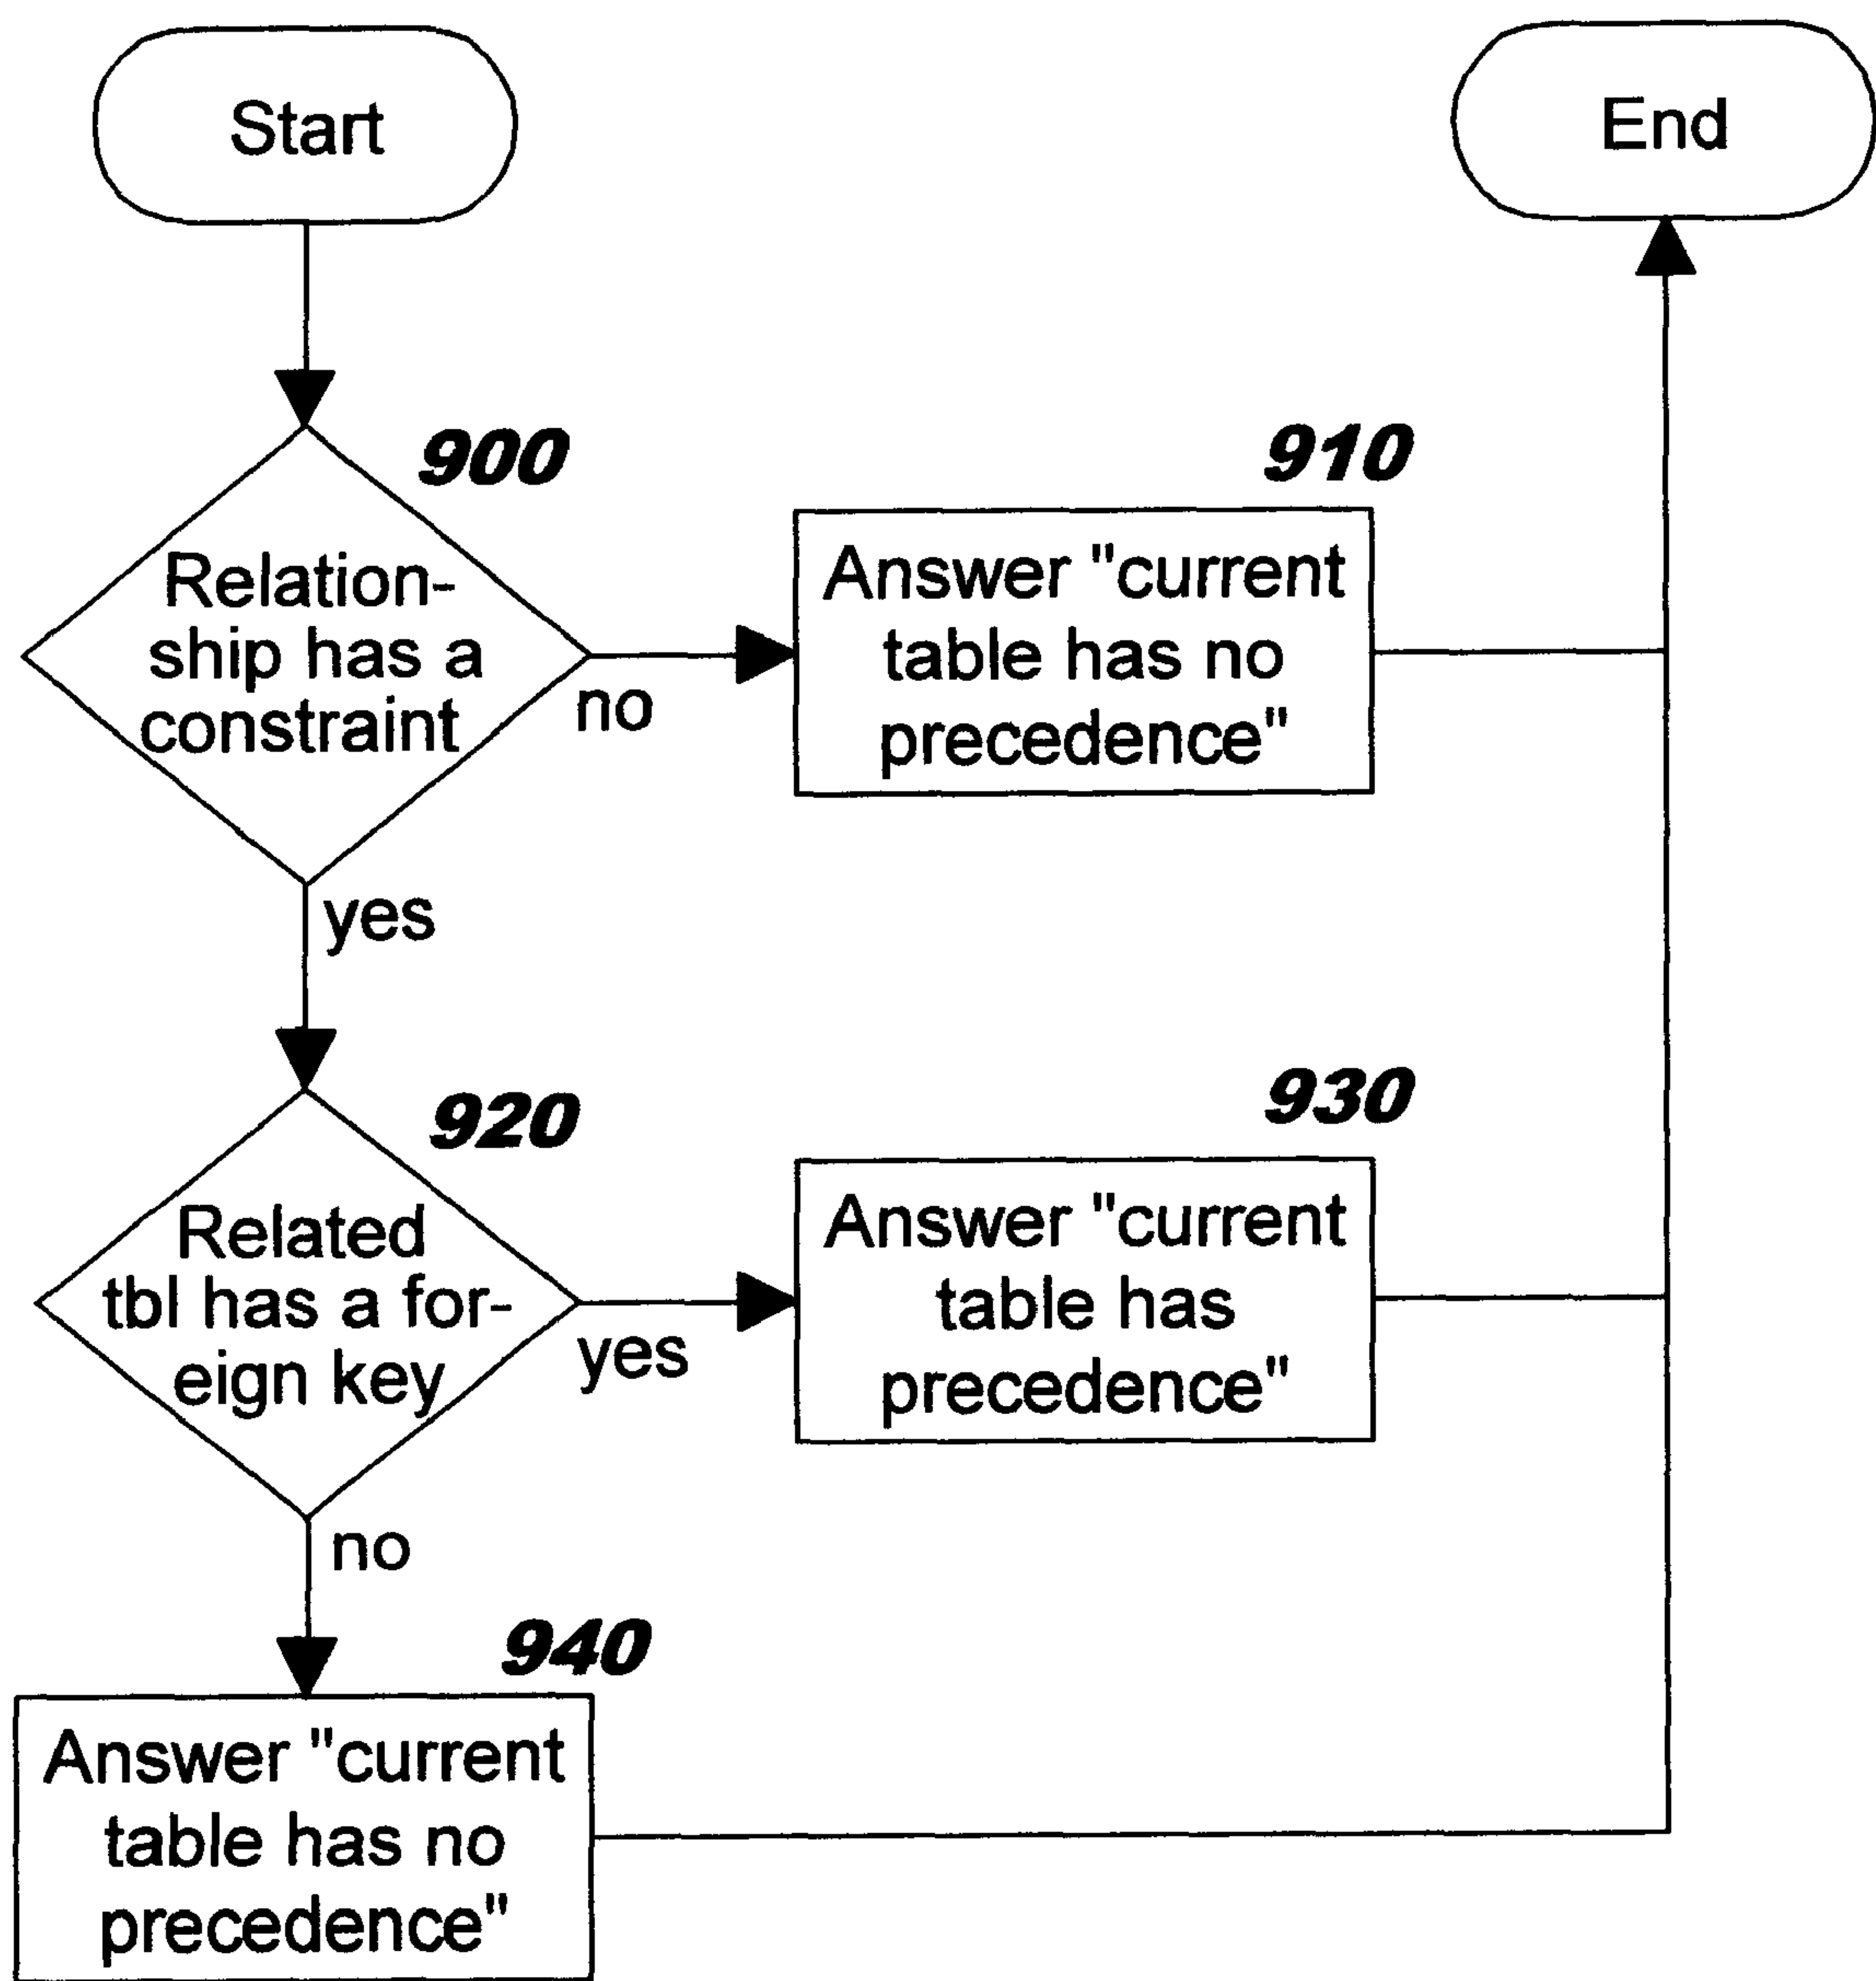 Start
End
900
Relation-
ship has a
constraint
no
910
Answer "current
table has no
precedence"
yes
920
Related
tbl has a for-
eign key
yes
930
Answer "current
table has
precedence"
no
940
Answer "current
table has no
precedence"